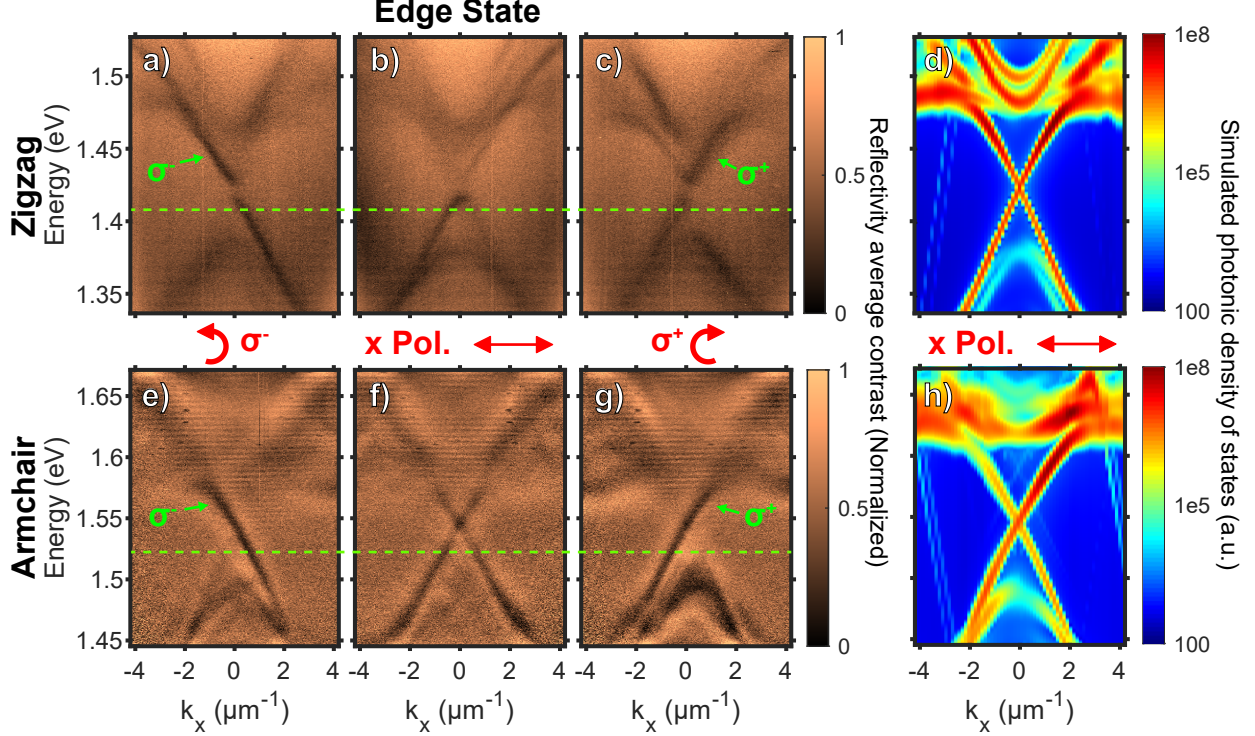 Edge State
Zigzag
Energy (eV)
1.5
1.45
1.4
1.35
a)
σ-
b)
c)
σ+
1
0.5
0
d)
1e8
1e5
100
σ-
x Pol.
σ+
x Pol.
Reflectivity average contrast (Normalized)
Simulated photonic density of states (a.u.)
Armchair
Energy (eV)
1.65
1.6
1.55
1.5
1.45
e)
σ-
f)
g)
σ+
1
0.5
0
h)
1e8
1e5
100
-4 -2 0 2 4
-2 0 2 4
-2 0 2 4
-4 -2 0 2 4
kx (μm-1)
kx (μm-1)
kx (μm-1)
kx (μm-1)